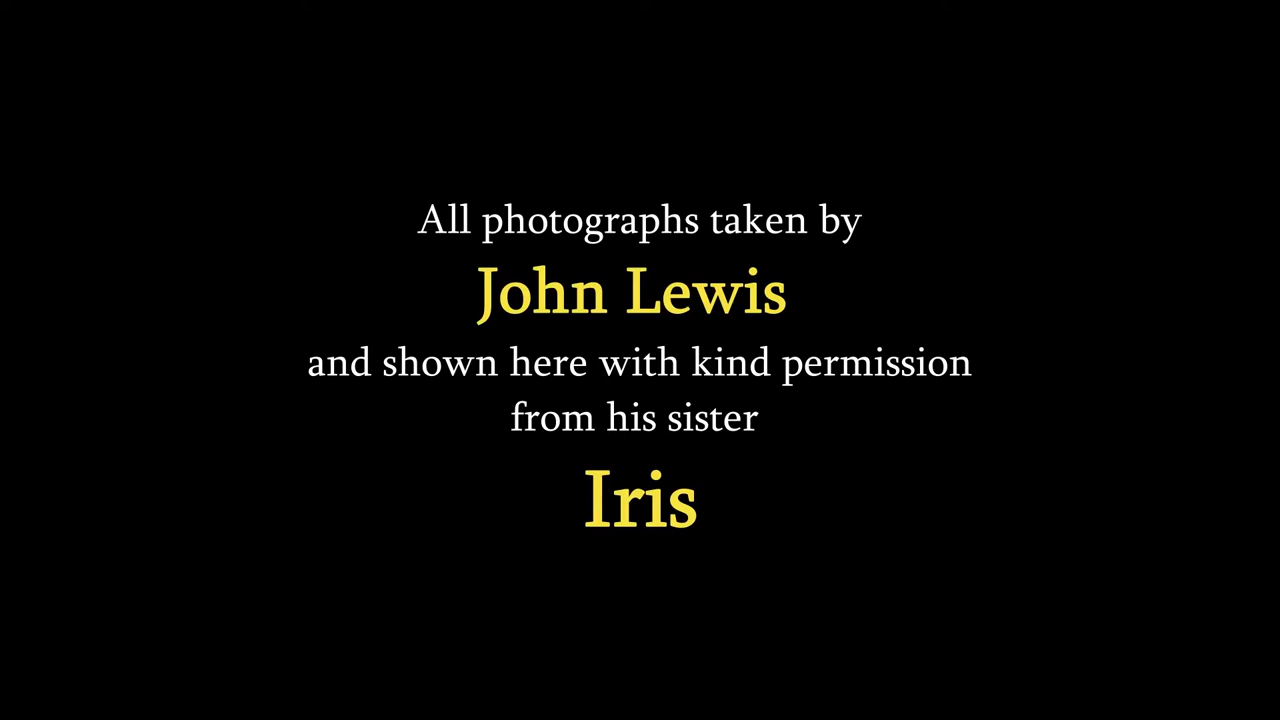 All photographs taken by
John Lewis
and shown here with kind permission
from his sister
Iris